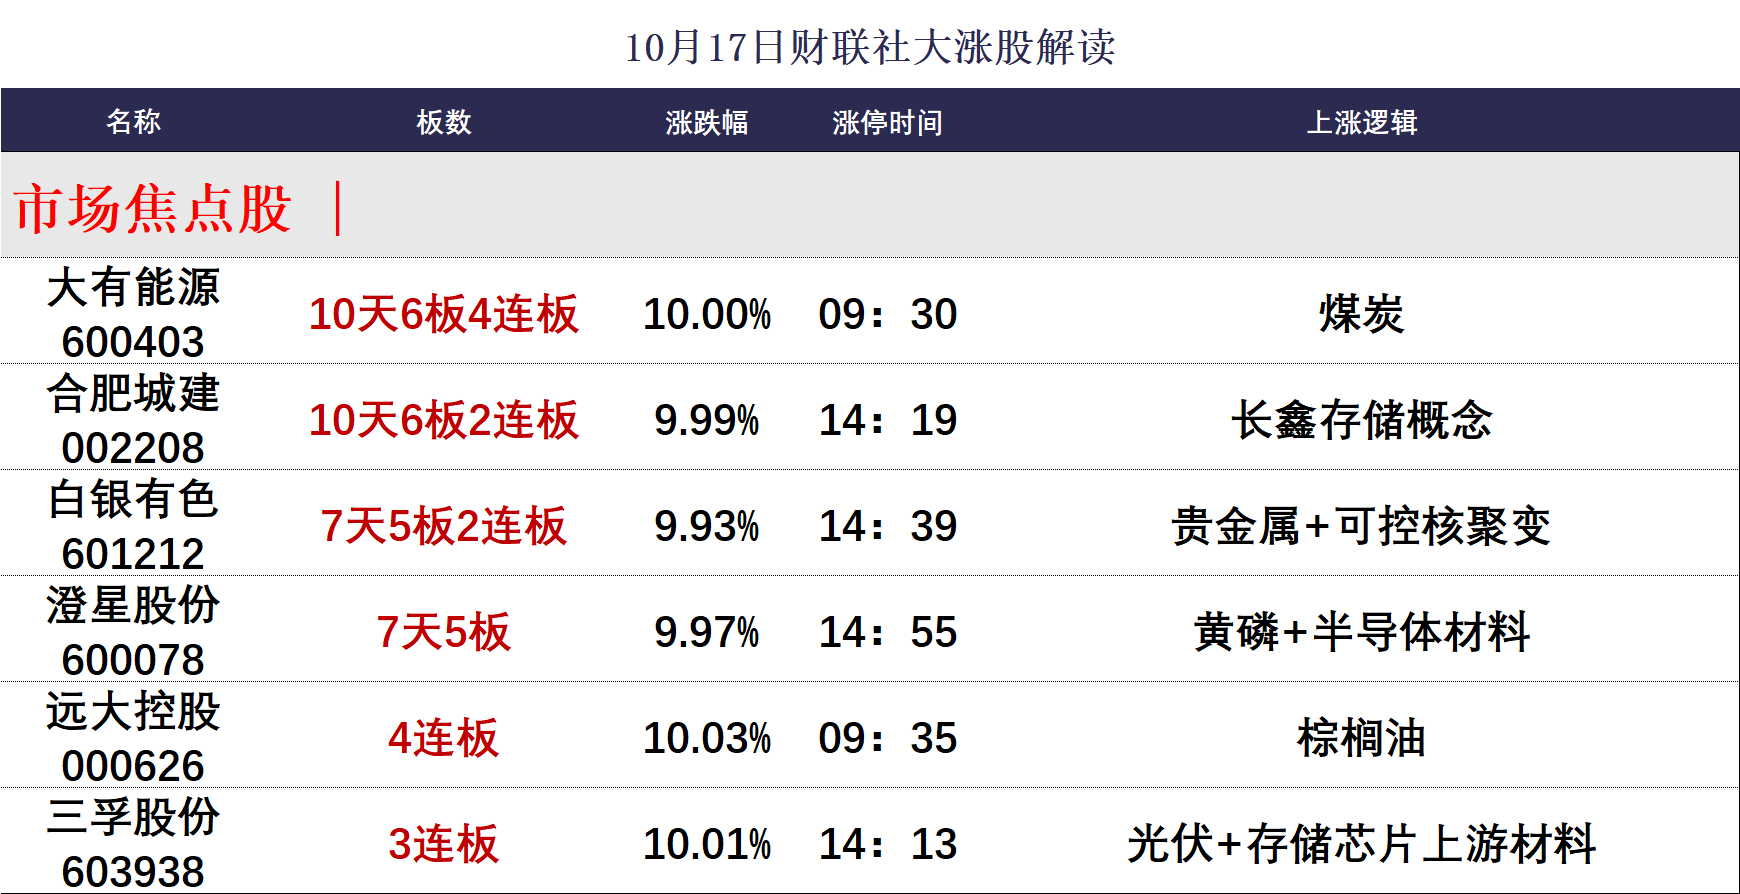 10月17日财联社大涨股解读
名称 板数 涨跌幅 涨停时间 上涨逻辑
市场焦点股 ｜
大有能源
600403 10天6板4连板 10.00% 09：30 煤炭
合肥城建
002208 10天6板2连板 9.99% 14：19 长鑫存储概念
白银有色
601212 7天5板2连板 9.93% 14：39 贵金属+可控核聚变
澄星股份
600078 7天5板 9.97% 14：55 黄磷+半导体材料
远大控股
000626 4连板 10.03% 09：35 棕榈油
三孚股份
603938 3连板 10.01% 14：13 光伏+存储芯片上游材料